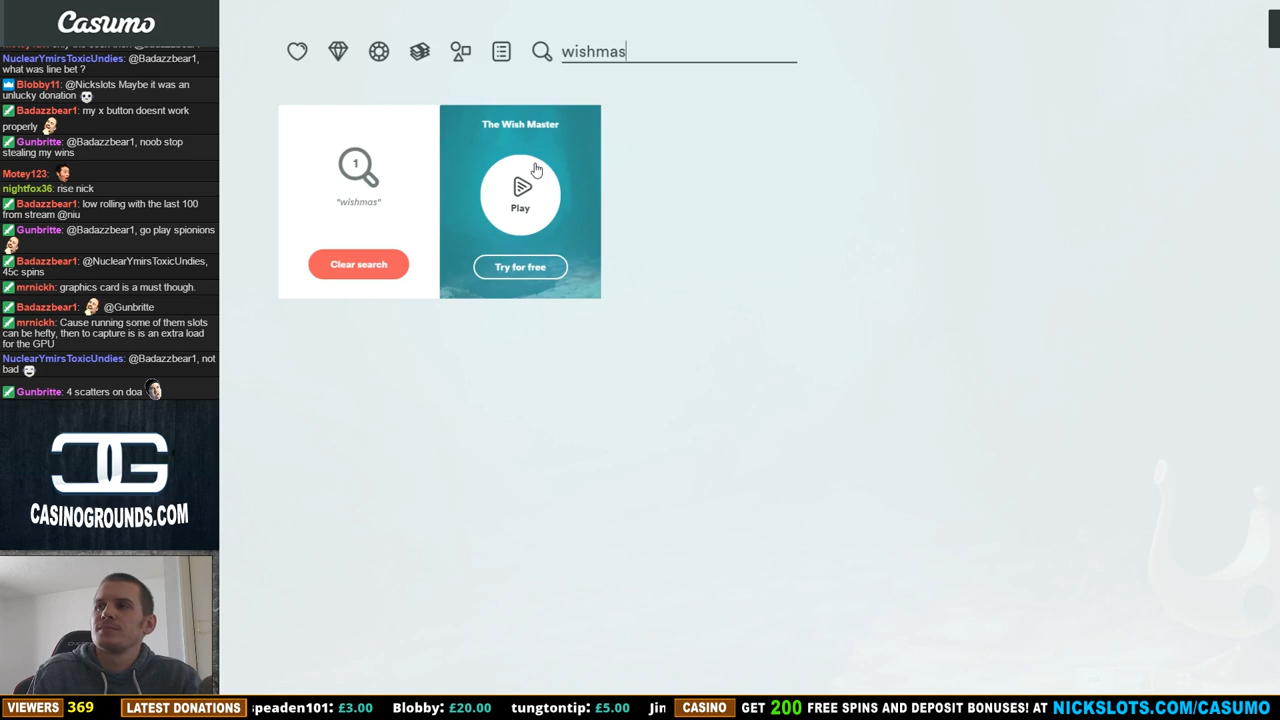 Casumo
NuclearYmirsToxicUndies: @Badazzbear1,
what was line bet ?
Blobby11: @Nickslots Maybe it was an
unlucky donation
Badazzbear1: my x button doesnt work
properly
Gunbritte: @Badazzbear1, noob stop
stealing my wins
Motey123:
nightfox36: rise nick
Badazzbear1: low rolling with the last 100
from stream @niu
Gunbritte: @Badazzbear1, go play spionions
Badazzbear1: @NuclearYmirsToxicUndies,
45c spins
mrnickh: graphics card is a must though.
Badazzbear1: @Gunbritte
mrnickh: Cause running some of them slots
can be hefty, then to capture is is an extra load
for the GPU
NuclearYmirsToxicUndies: @Badazzbear1, not
bad
Gunbritte: 4 scatters on doa
CASINOGROUNDS.COM
wishmas
1
"wishmas"
Clear search
The Wish Master
Play
Try for free
VIEWERS 369 LATEST DONATIONS speaden101: £3.00 Blobby: £20.00 tungtontip: £5.00 Jin CASINO GET 200 FREE SPINS AND DEPOSIT BONUSES! AT NICKSLOTS.COM/CASUMO